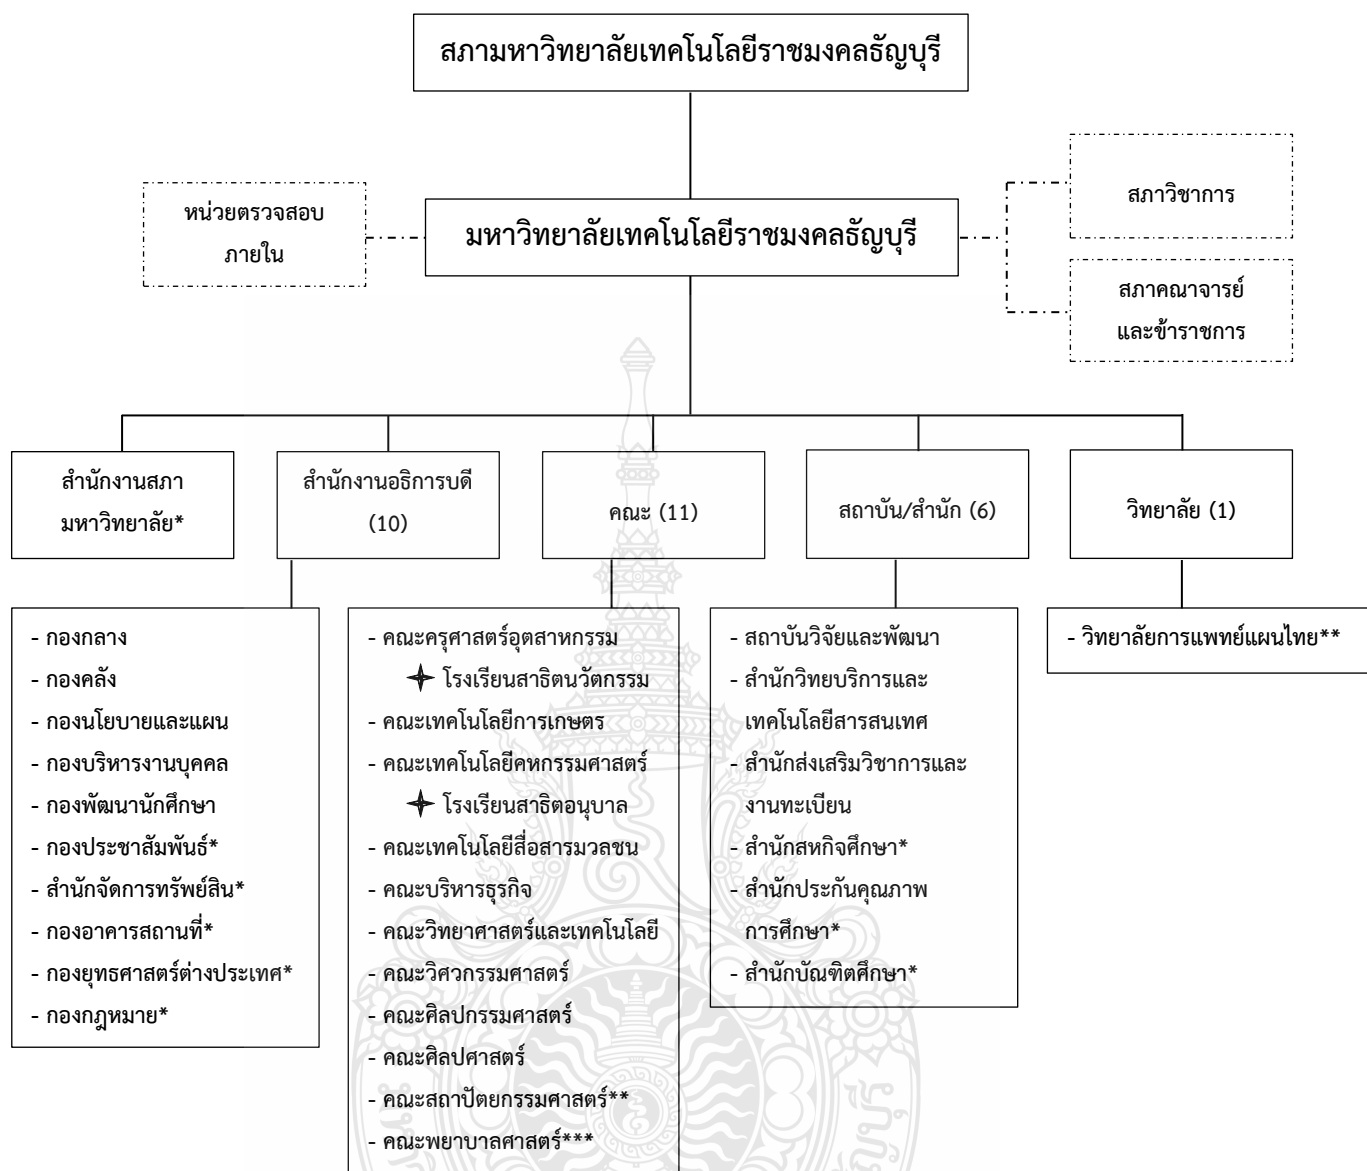 สภามหาวิทยาลัยเทคโนโลยีราชมงคลธัญบุรี
หน่วยตรวจสอบ
ภายใน
มหาวิทยาลัยเทคโนโลยีราชมงคลธัญบุรี
สภาวิชาการ
สภาคณาจารย์
และข้าราชการ
สำนักงานสภา
มหาวิทยาลัย*
สำนักงานอธิการบดี
(10)
คณะ (11)
สถาบัน/สำนัก (6)
วิทยาลัย (1)
- กองกลาง
- กองคลัง
- กองนโยบายและแผน
- กองบริหารงานบุคคล
- กองพัฒนานักศึกษา
- กองประชาสัมพันธ์*
- สำนักจัดการทรัพย์สิน*
- กองอาคารสถานที่*
- กองยุทธศาสตร์ต่างประเทศ*
- กองกฎหมาย*
- คณะครุศาสตร์อุตสาหกรรม
โรงเรียนสาธิตนวัตกรรม
- คณะเทคโนโลยีการเกษตร
- คณะเทคโนโลยีคหกรรมศาสตร์
โรงเรียนสาธิตอนุบาล
- คณะเทคโนโลยีสื่อสารมวลชน
- คณะบริหารธุรกิจ
- คณะวิทยาศาสตร์และเทคโนโลยี
- คณะวิศวกรรมศาสตร์
- คณะศิลปกรรมศาสตร์
- คณะศิลปศาสตร์
- คณะสถาปัตยกรรมศาสตร์**
- คณะพยาบาลศาสตร์***
- สถาบันวิจัยและพัฒนา
- สำนักวิทยบริการและ
เทคโนโลยีสารสนเทศ
- สำนักส่งเสริมวิชาการและ
งานทะเบียน
- สำนักสหกิจศึกษา*
- สำนักประกันคุณภาพ
การศึกษา*
- สำนักบัณฑิตศึกษา*
- วิทยาลัยการแพทย์แผนไทย**